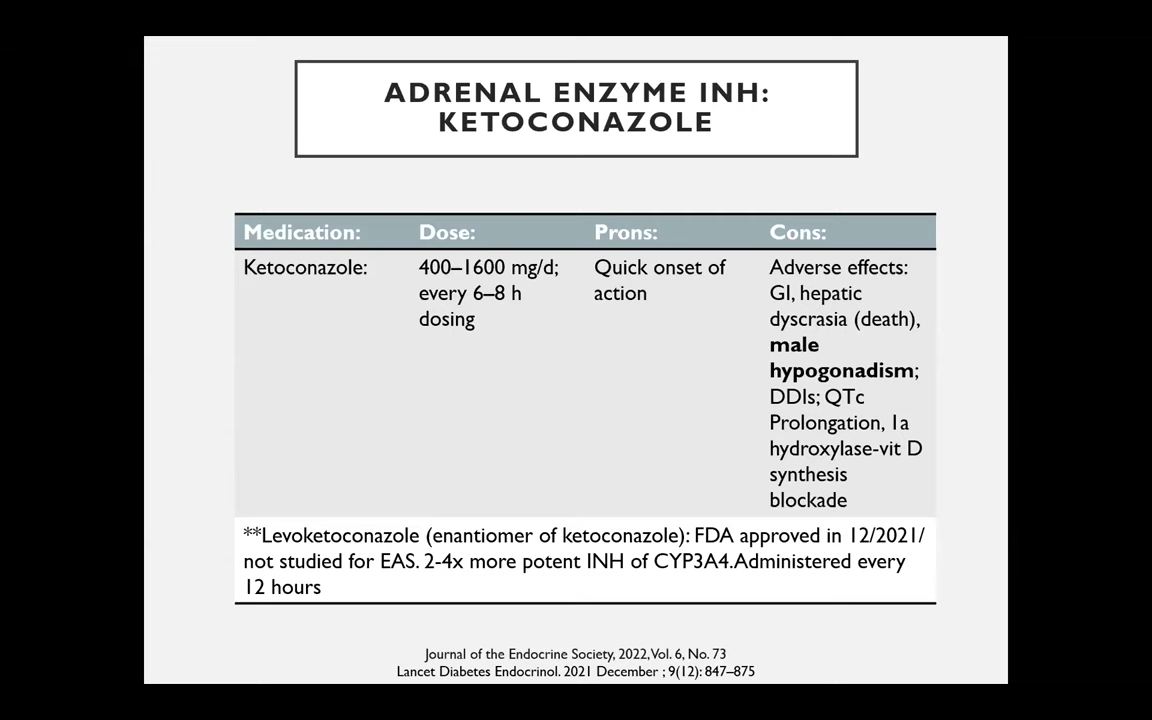 ADRENAL ENZYME INH:
KETOCONAZOLE
Medication: Dose: Prons: Cons:
Ketoconazole:
400–1600 mg/d;
every 6–8 h
dosing
Quick onset of
action
Adverse effects:
GI, hepatic
dyscrasia (death),
male
hypogonadism;
DDIs; QTc
Prolongation, 1a
hydroxylase-vit D
synthesis
blockade
**Levoketoconazole (enantiomer of ketoconazole): FDA approved in 12/2021/
not studied for EAS. 2-4x more potent INH of CYP3A4.Administered every
12 hours
Journal of the Endocrine Society, 2022,Vol. 6, No. 73
Lancet Diabetes Endocrinol. 2021 December ; 9(12): 847–875